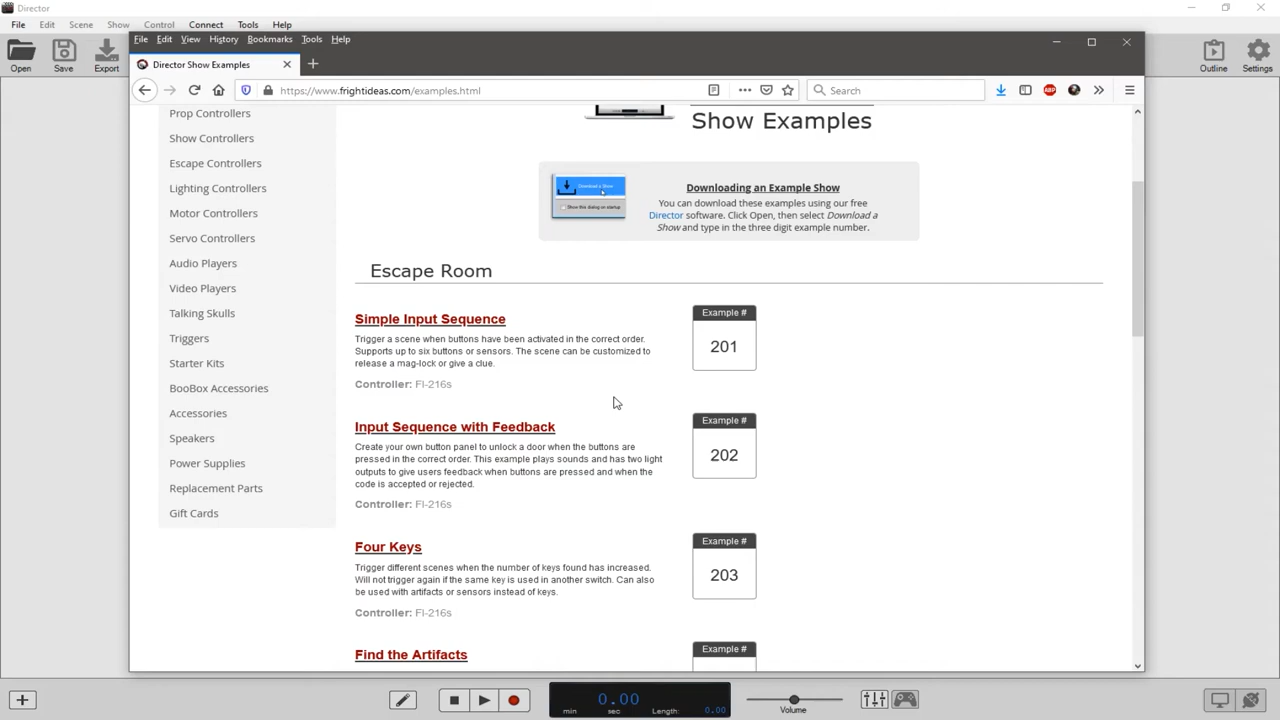 Director
File Edit Scene Show Control Connect Tools Help
Open Save Export Outline Settings
File Edit View History Bookmarks Tools Help
Director Show Examples
https://www.frightideas.com/examples.html
Search
ABP
Prop Controllers
Show Controllers
Escape Controllers
Lighting Controllers
Motor Controllers
Servo Controllers
Audio Players
Video Players
Talking Skulls
Triggers
Starter Kits
BooBox Accessories
Accessories
Speakers
Power Supplies
Replacement Parts
Gift Cards
Show Examples
Download a Show
Show this dialog on startup
Downloading an Example Show
You can download these examples using our free
Director software. Click Open, then select Download a
Show and type in the three digit example number.
Escape Room
Simple Input Sequence
Trigger a scene when buttons have been activated in the correct order.
Supports up to six buttons or sensors. The scene can be customized to
release a mag-lock or give a clue.
Controller: FI-216s
Example #
201
Input Sequence with Feedback
Create your own button panel to unlock a door when the buttons are
pressed in the correct order. This example plays sounds and has two light
outputs to give users feedback when buttons are pressed and when the
code is accepted or rejected.
Controller: FI-216s
Example #
202
Four Keys
Trigger different scenes when the number of keys found has increased.
Will not trigger again if the same key is used in another switch. Can also
be used with artifacts or sensors instead of keys.
Controller: FI-216s
Example #
203
Find the Artifacts
Example #
0.00
min sec Length: 0.00
Volume